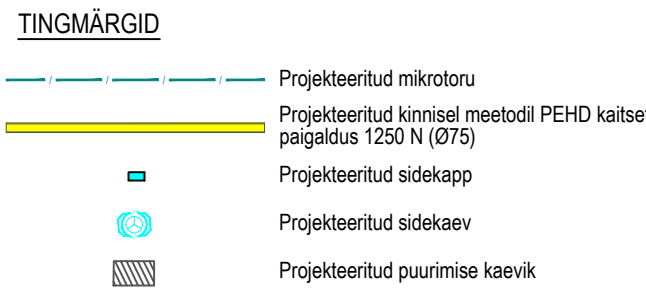 TINGMÄRGID
Projekteeritud mikrotoru
Projekteeritud kinnisel meetodil PEHD kaitset
paigaldus 1250 N (Ø75)
Projekteeritud sidekapp
Projekteeritud sidekaev
Projekteeritud puurimise kaevik